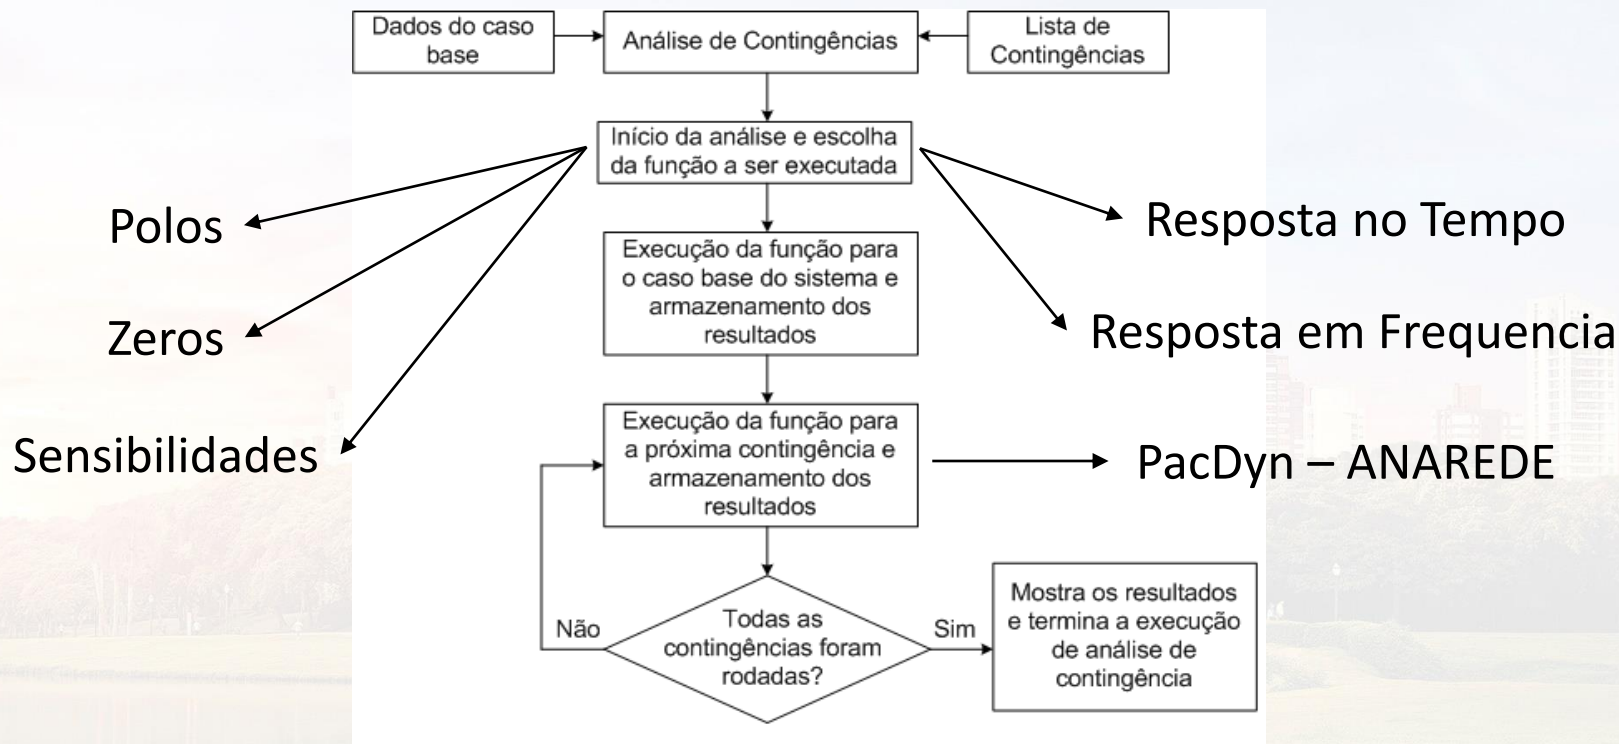 Dados do caso
base
Análise de Contingências
Lista de
Contingências
Início da análise e escolha
da função a ser executada
Polos
Zeros
Sensibilidades
Resposta no Tempo
Resposta em Frequencia
Execução da função para
o caso base do sistema e
armazenamento dos
resultados
Execução da função para
a próxima contingência e
armazenamento dos
resultados
PacDyn – ANAREDE
Todas as
contingências foram
rodadas?
Não
Sim
Mostra os resultados
e termina a execução
de análise de
contingência